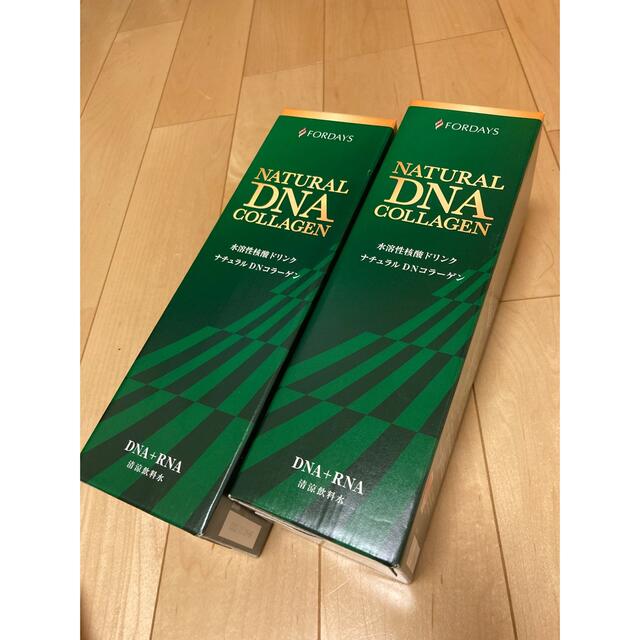 FORDAYS
NATURAL
DNA
COLLAGEN
水溶性核酸ドリンク
ナチュラル DNコラーゲン
DNA+RNA
清涼飲料水
FORDAYS
NATURAL
DNA
COLLAGEN
水溶性核酸ドリンク
ナチュラル DNコラーゲン
DNA+RNA
清涼飲料水